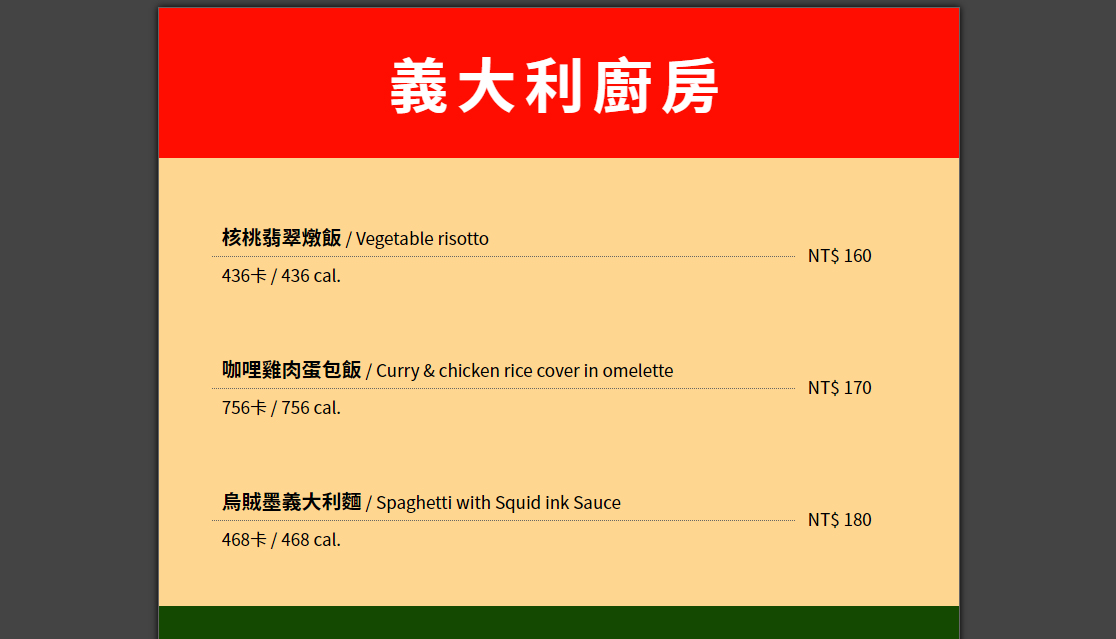 義大利廚房
核桃翡翠燉飯 / Vegetable risotto
NT$ 160
436卡 / 436 cal.
咖哩雞肉蛋包飯 / Curry & chicken rice cover in omelette
NT$ 170
756卡 / 756 cal.
烏賊墨義大利麵 / Spaghetti with Squid ink Sauce
NT$ 180
468卡 / 468 cal.